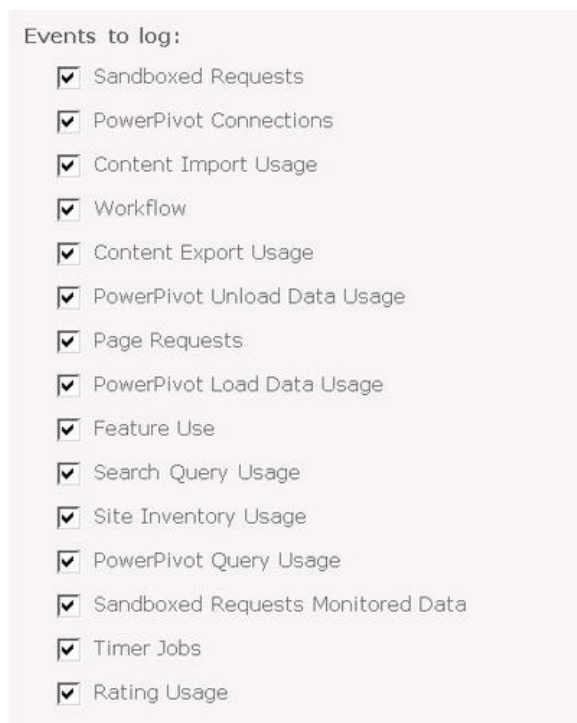 Events to log:
Sandboxed Requests
PowerPivot Connections
Content Import Usage
Workflow
Content Export Usage
PowerPivot Unload Data Usage
Page Requests
PowerPivot Load Data Usage
Feature Use
Search Query Usage
Site Inventory Usage
PowerPivot Query Usage
Sandboxed Requests Monitored Data
Timer Jobs
Rating Usage